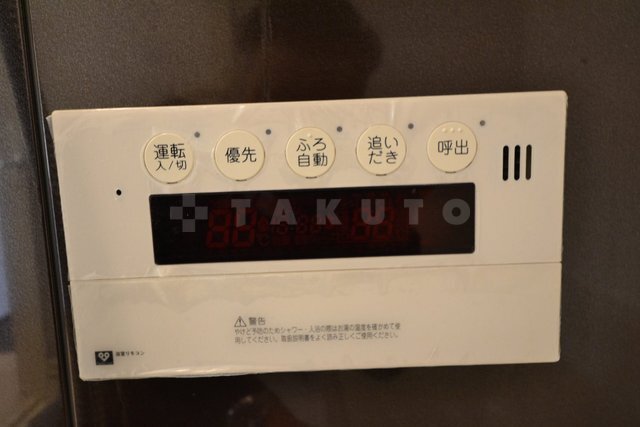 運転
入/切
優先
ふろ
自動
追い
だき
呼出
TAKUTO
⚠警告
やけど予防のためシャワー・入浴の際はお湯の温度を確かめて使
用してください。取扱説明書をよく読み正しくご使用ください。
浴室リモコン